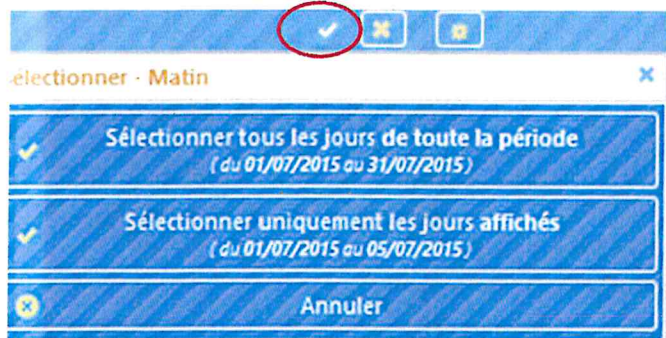 électionner - Matin
Sélectionner tous les jours de toute la période
( du 01/07/2015 au 31/07/2015 )
Sélectionner uniquement les jours affichés
( du 01/07/2015 au 05/07/2015 )
Annuler